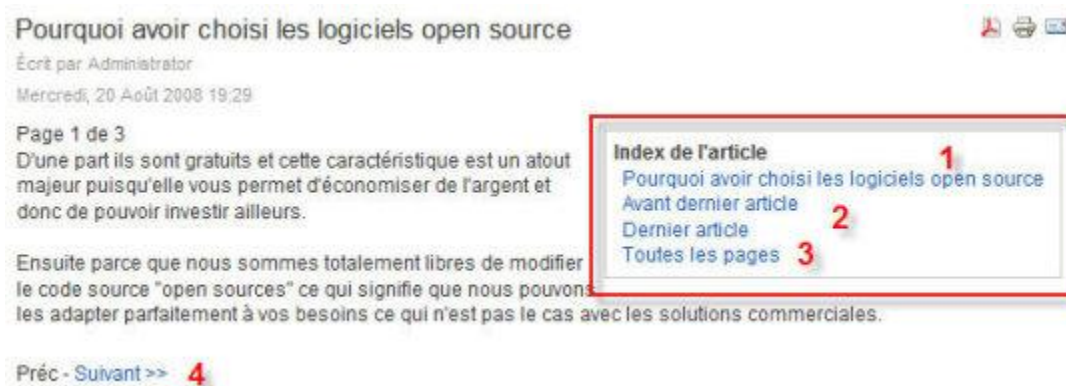 Pourquoi avoir choisi les logiciels open source
Écrit par Administrator
Mercredi, 20 Août 2008 19:29
Page 1 de 3
D'une part ils sont gratuits et cette caractéristique est un atout
majeur puisqu'elle vous permet d'économiser de l'argent et
donc de pouvoir investir ailleurs.
Index de l'article
1
Pourquoi avoir choisi les logiciels open source
Avant dernier article
2
Dernier article
Toutes les pages 3
Ensuite parce que nous sommes totalement libres de modifier
le code source "open sources" ce qui signifie que nous pouvons
les adapter parfaitement à vos besoins ce qui n'est pas le cas avec les solutions commerciales.
Préc - Suivant >> 4